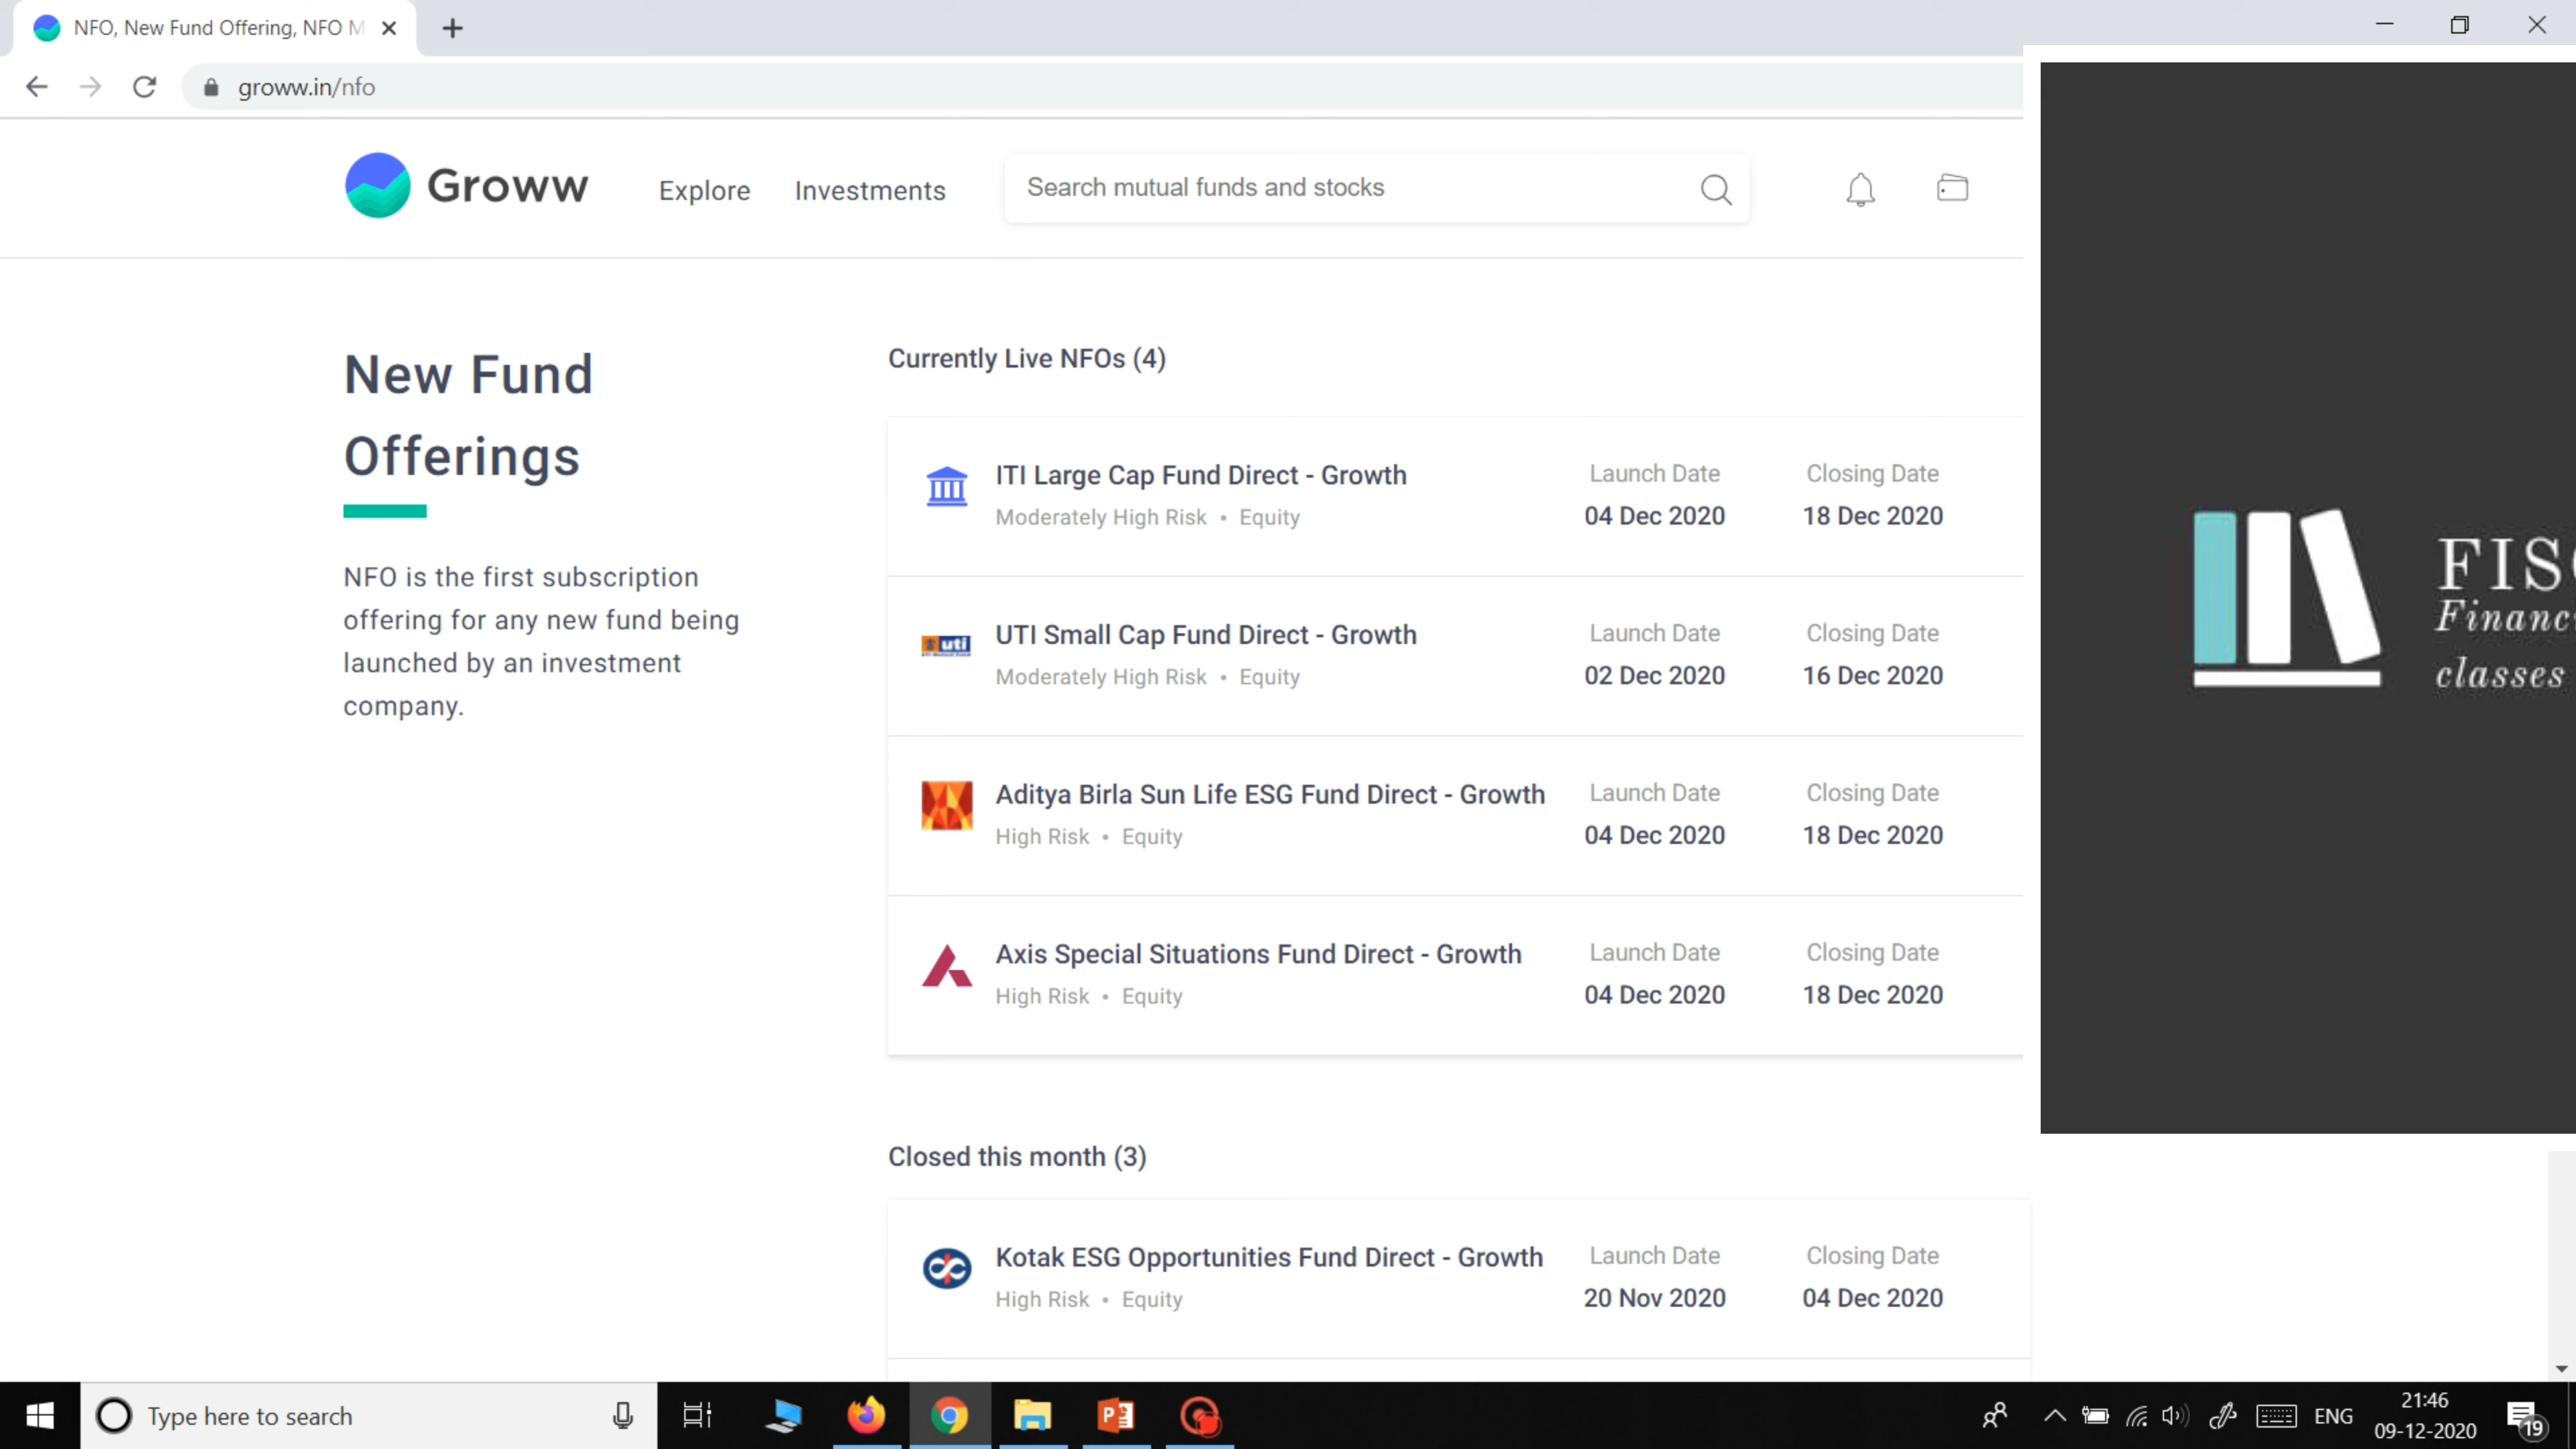 NFO, New Fund Offering, NFO M
groww.in/nfo
Groww
Explore
Investments
Search mutual funds and stocks
New Fund
Offerings
NFO is the first subscription
offering for any new fund being
launched by an investment
company.
Currently Live NFOs (4)
ITI Large Cap Fund Direct - Growth
Moderately High Risk • Equity
Launch Date
04 Dec 2020
Closing Date
18 Dec 2020
uti
UTI Small Cap Fund Direct - Growth
Moderately High Risk • Equity
Launch Date
02 Dec 2020
Closing Date
16 Dec 2020
Aditya Birla Sun Life ESG Fund Direct - Growth
High Risk • Equity
Launch Date
04 Dec 2020
Closing Date
18 Dec 2020
Axis Special Situations Fund Direct - Growth
High Risk • Equity
Launch Date
04 Dec 2020
Closing Date
18 Dec 2020
Closed this month (3)
Kotak ESG Opportunities Fund Direct - Growth
High Risk • Equity
Launch Date
20 Nov 2020
Closing Date
04 Dec 2020
classes
Type here to search
ENG
21:46
09-12-2020
19